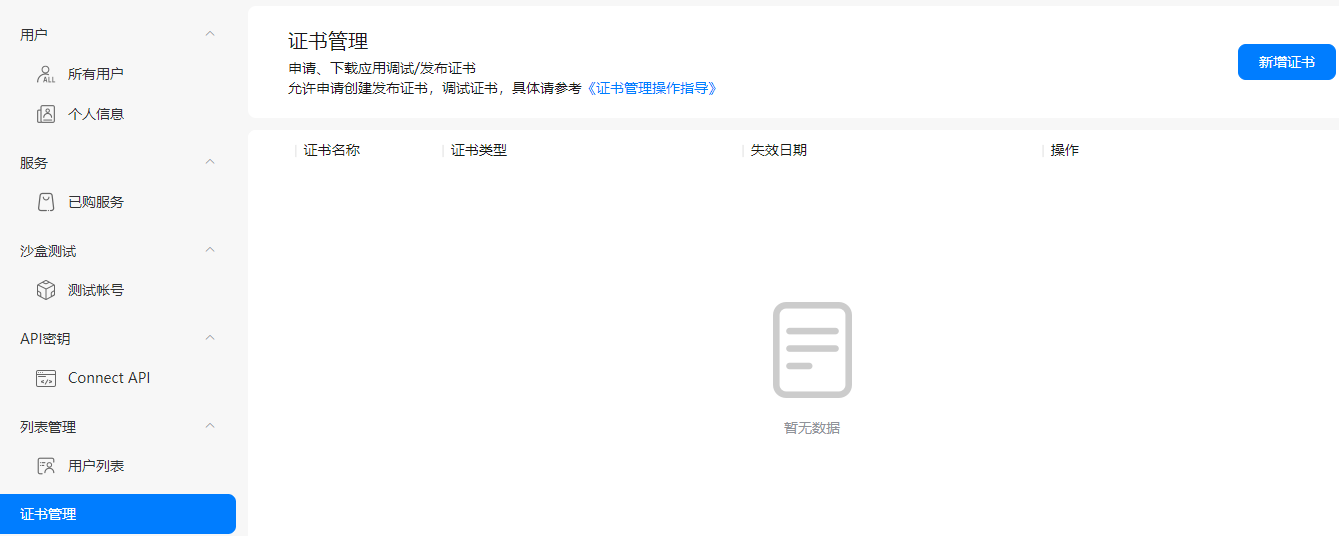 用户
所有用户
个人信息
服务
已购服务
沙盒测试
测试帐号
API密钥
Connect API
列表管理
用户列表
证书管理
证书管理
申请、下载应用调试/发布证书
允许申请创建发布证书，调试证书，具体请参考《证书管理操作指导》
新增证书
证书名称 证书类型 失效日期 操作
暂无数据